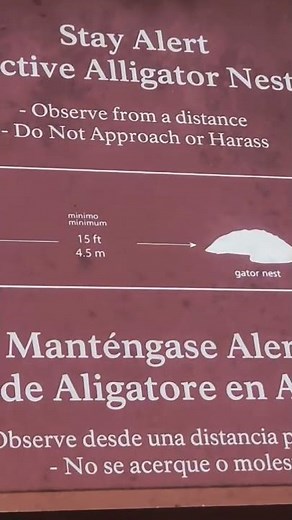 Stay Alert
ctive Alligator Nest
- Observe from a distance
- Do Not Approach or Harass
minimo
minimum
15 ft
4.5 m
gator nest
Manténgase Aler
de Aligatore en A
Observe desde una distancia p
- No se acerque o moles